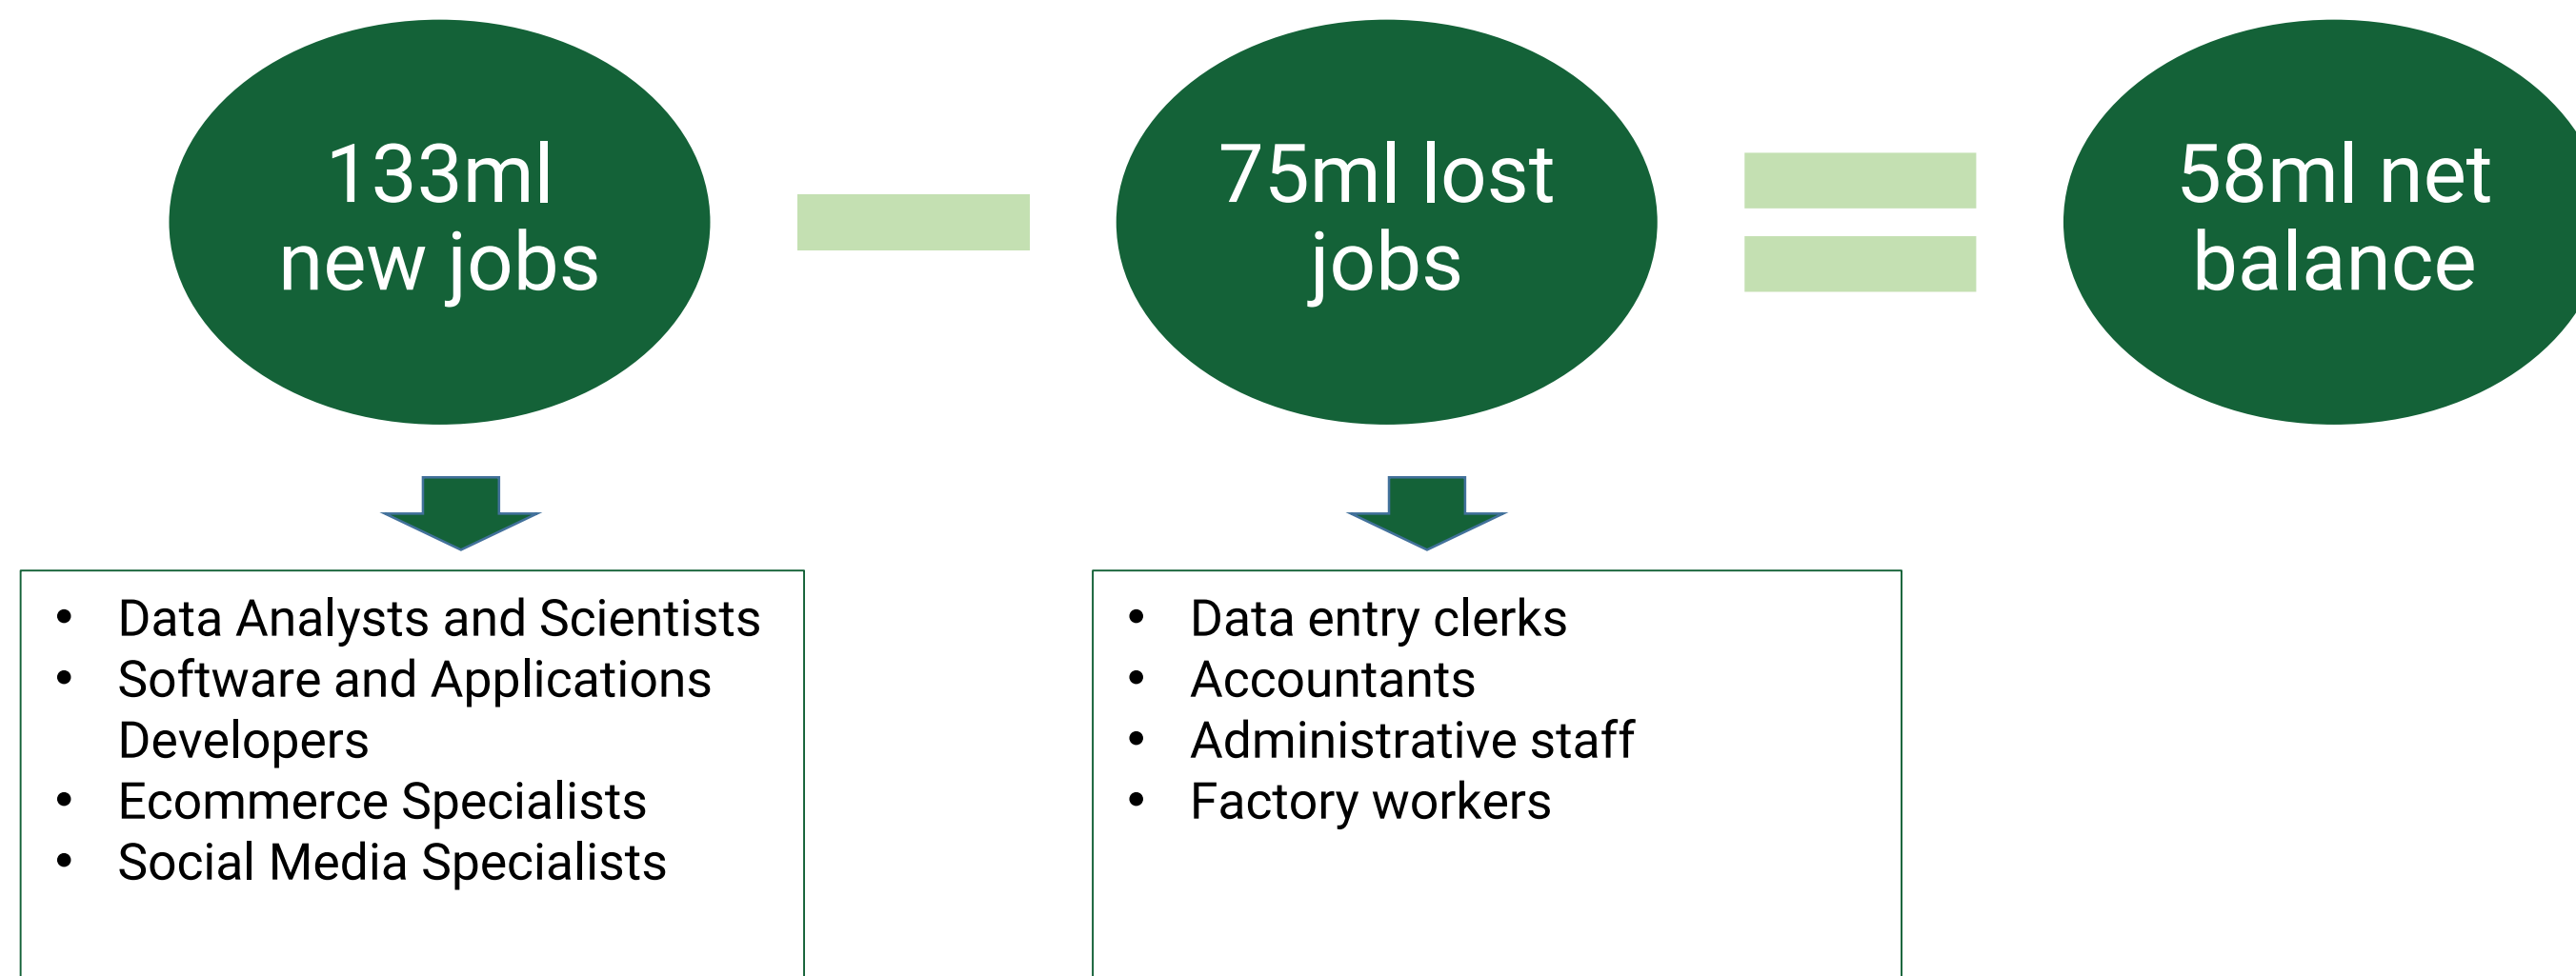 133ml
new jobs
75ml lost
jobs
58ml net
balance
• Data Analysts and Scientists
• Software and Applications
Developers
• Ecommerce Specialists
• Social Media Specialists
• Data entry clerks
• Accountants
• Administrative staff
• Factory workers